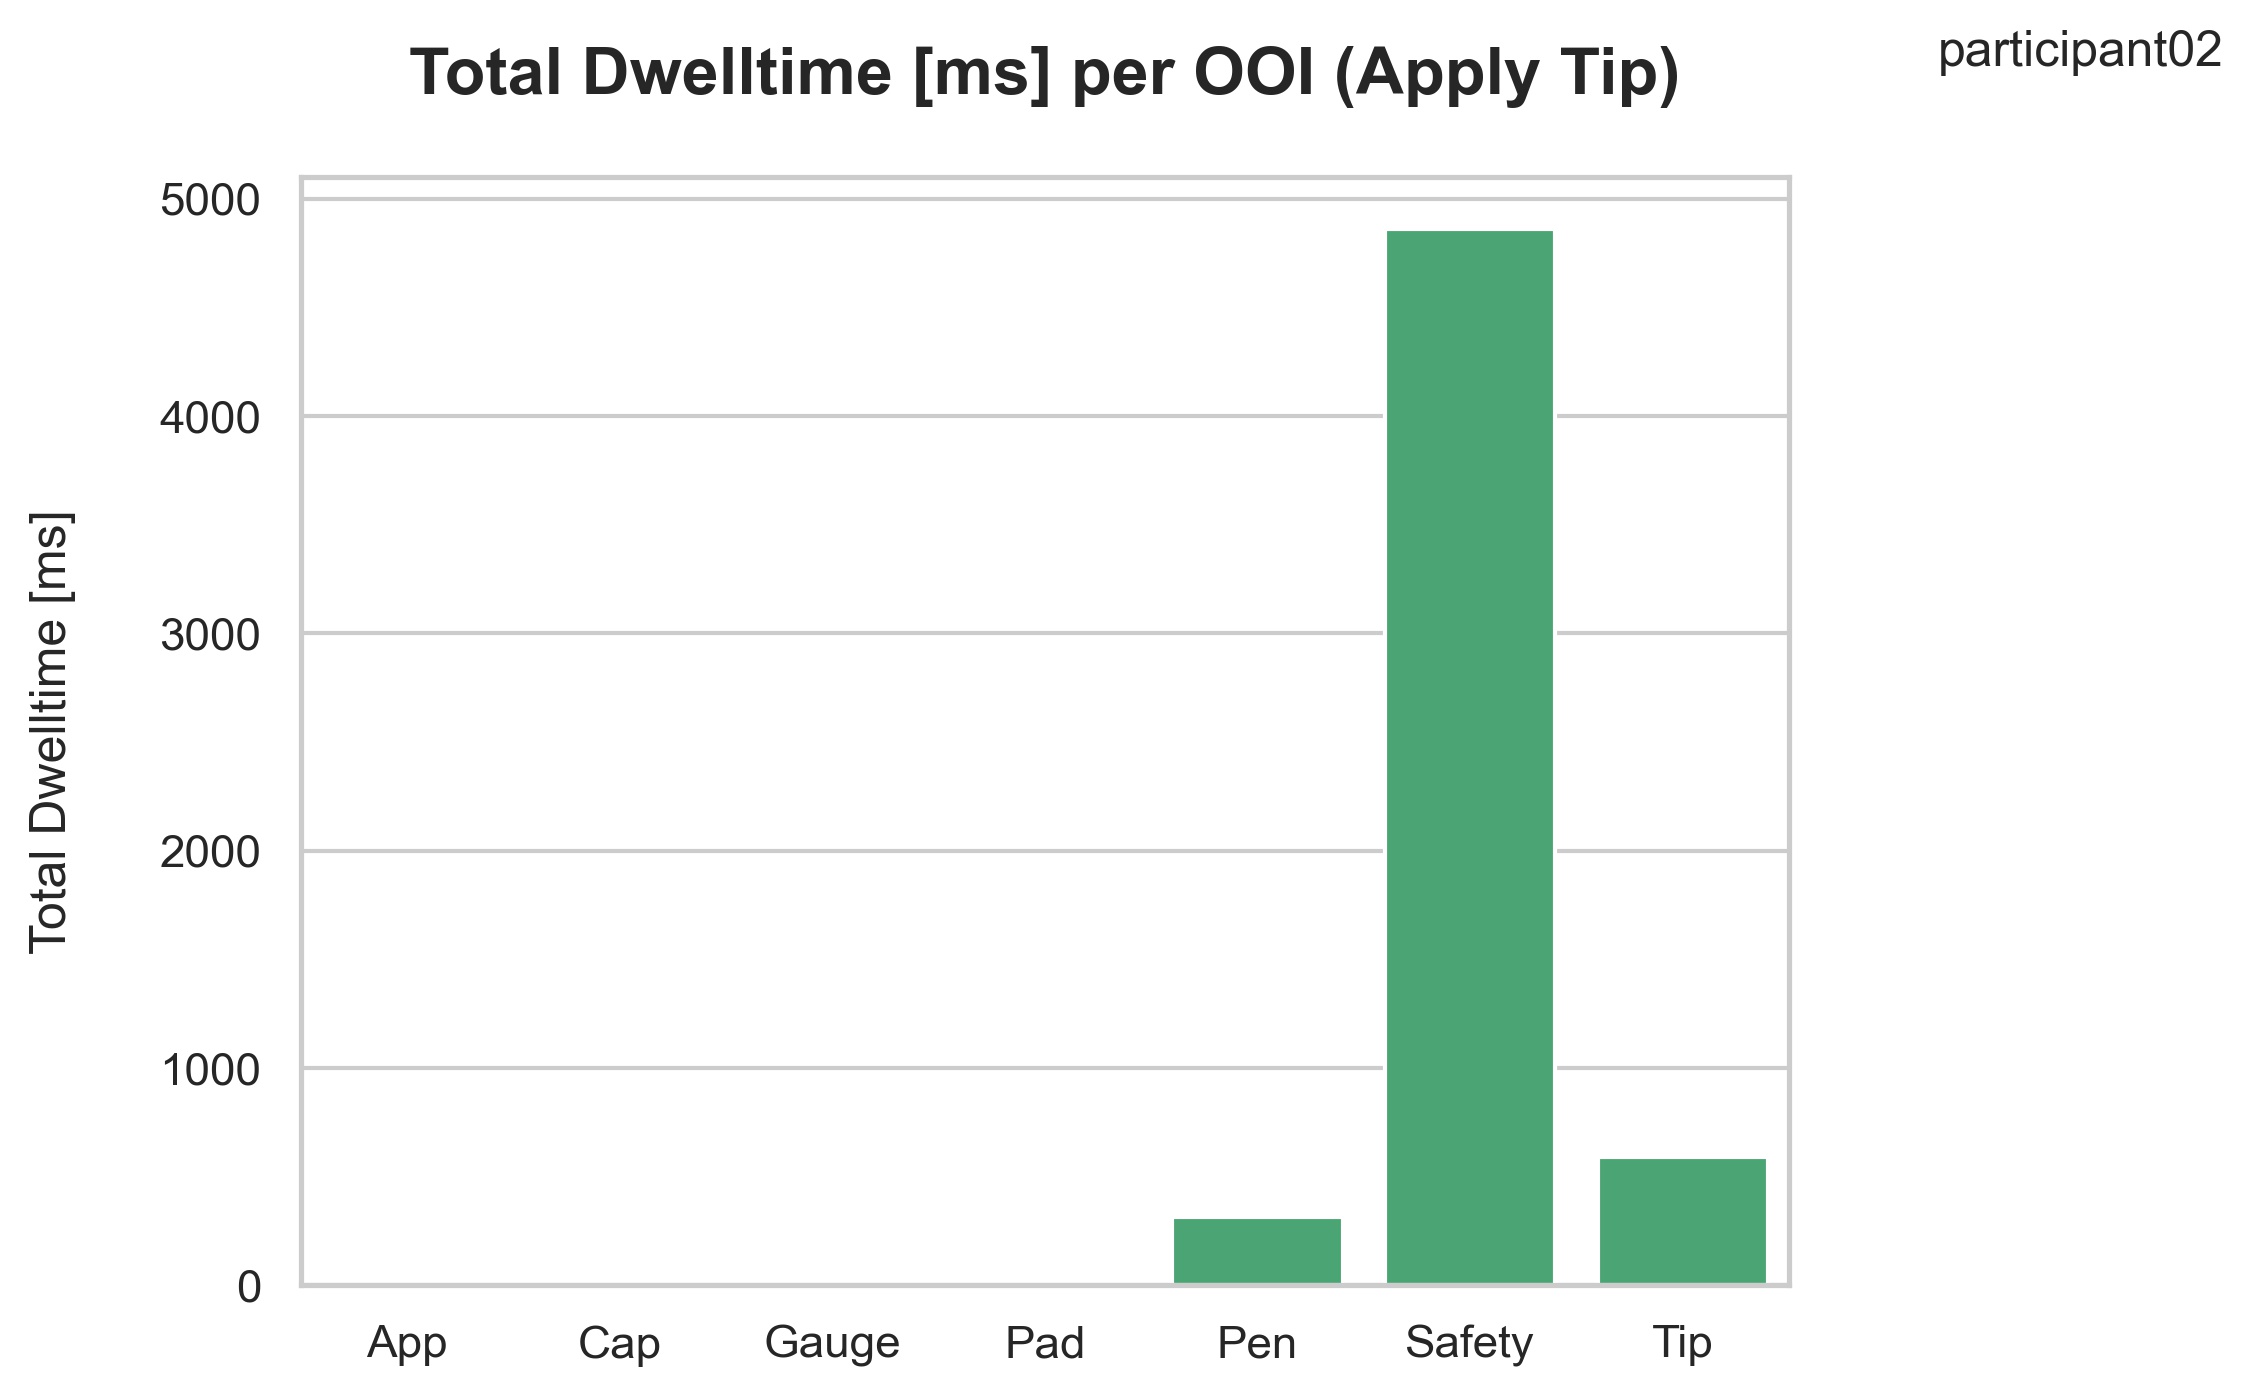 participant02
Total Dwelltime [ms] per OOI (Apply Tip)
Total Dwelltime [ms]
5000
4000
3000
2000
1000
0
App Cap Gauge Pad Pen Safety Tip